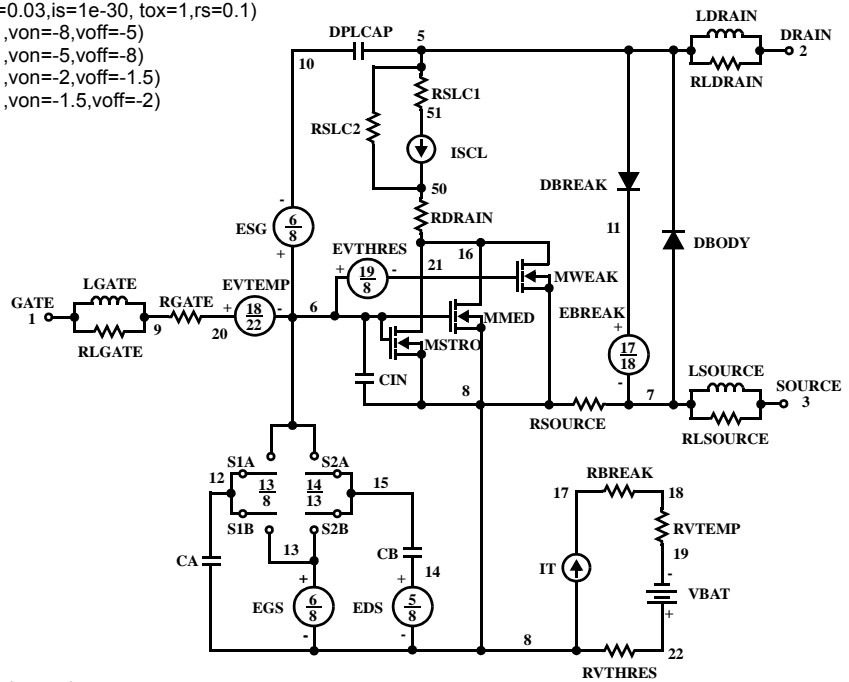 =0.03,is=1e-30, tox=1,rs=0.1)
,von=-8,voff=-5)
,von=-5,voff=-8)
,von=-2,voff=-1.5)
,von=-1.5,voff=-2)
LDRAIN
DPLCAP 5 DRAIN
10 2
RLDRAIN
RSLC1
51
RSLC2
ISCL
50
DBREAK
RDRAIN
-
ESG 6 8
+
11
DBODY
EVTHRES
+ 19 8 -
21 16
MWEAK
LGATE
EVTEMP
GATE 1
RGATE
+ 18 22 -
6
MMED
EBREAK
+
9
20
RLGATE
MSTRO
17 18
-
CIN
8
7
LSOURCE
SOURCE 3
RSOURCE
RLSOURCE
S1A S2A
12
13 8
14 13
15
RBREAK
17 18
S1B S2B
RVTEMP
13
CA
CB
14
19
IT
-
VBAT
+
+ +
EGS 6 8
EDS 5 8
- -
8
22
RVTHRES